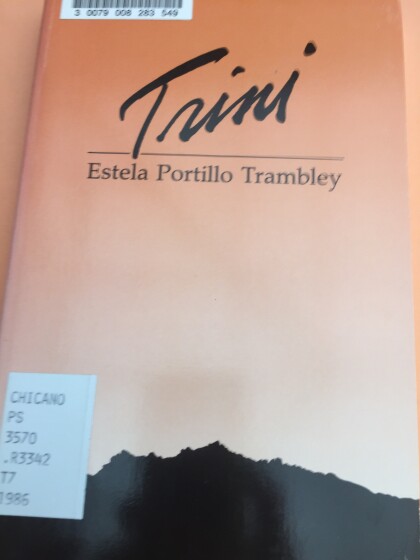 3 0079 008 283 549
Trini
Estela Portillo Trambley
CHICANO
PS
3570
.R3342
T7
1986